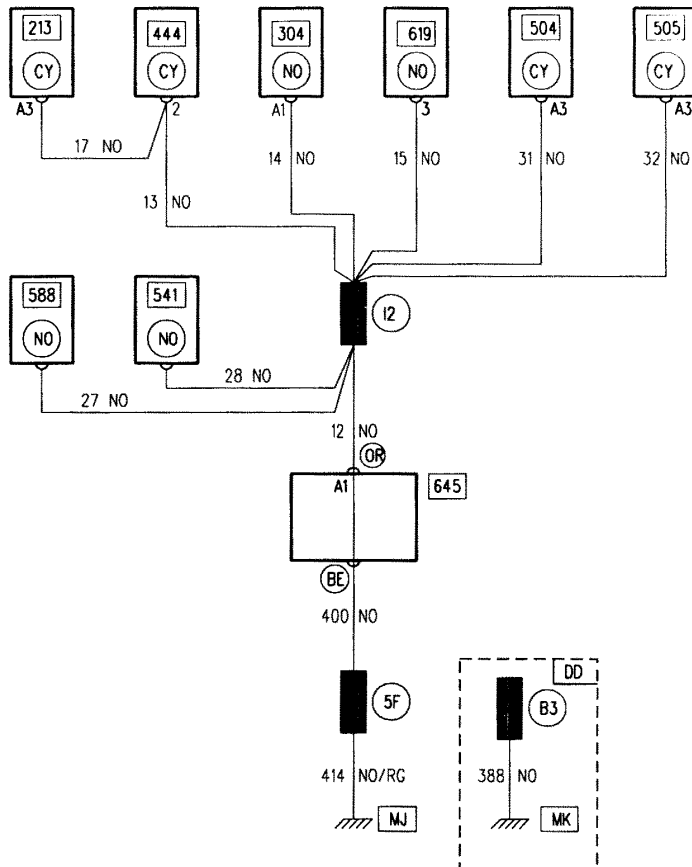 213 444 304 619 504 505
CY CY NO NO CY CY
A3 2 A1 3 A3 A3
17 NO
14 NO 15 NO 31 NO 32 NO
13 NO
588 541
NO NO
I2
28 NO
27 NO
12 NO
OR
A1 645
BE
400 NO
DD
5F B3
414 NO/RG 388 NO
MJ MK